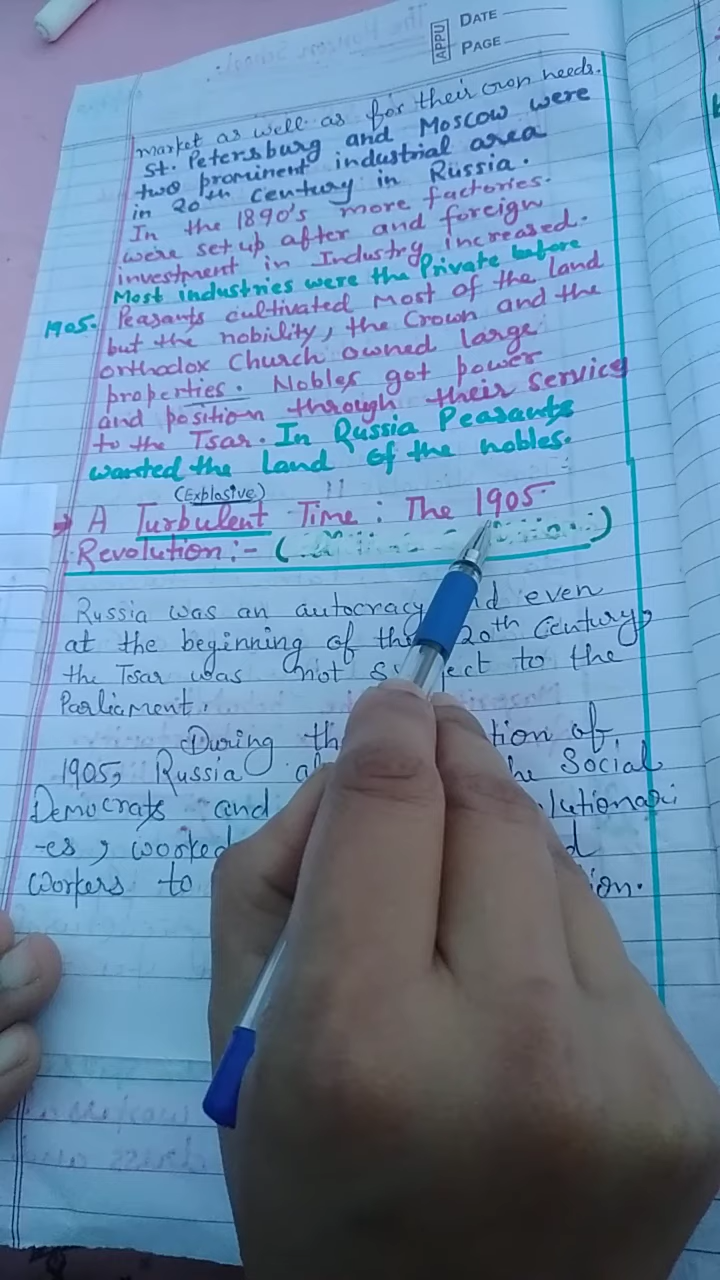 APPU
DATE
PAGE
market as well as for their own needs.
St. Petersburg and Moscow were
two prominent industrial area
in 20th Century in Russia.
In the 1890's more factories.
were set up after and foreign
investment in Industry increased.
Most industries were the Private before
1905. Peasants cultivated most of the land
but the nobility, the Crown and the
orthodox Church owned large
properties. Nobles got power
and position through their service
to the Tsar. In Russia Peasants
wanted the land of the nobles.
(Explosive)
→ A Turbulent Time : The 1905
Revolution :- (
Russia was an autocracy even
at the beginning of the 20th Century,
the Tsar was not to the
Parliament.
During of
1905, Russia Social
Democrats and
-es, worked
workers to